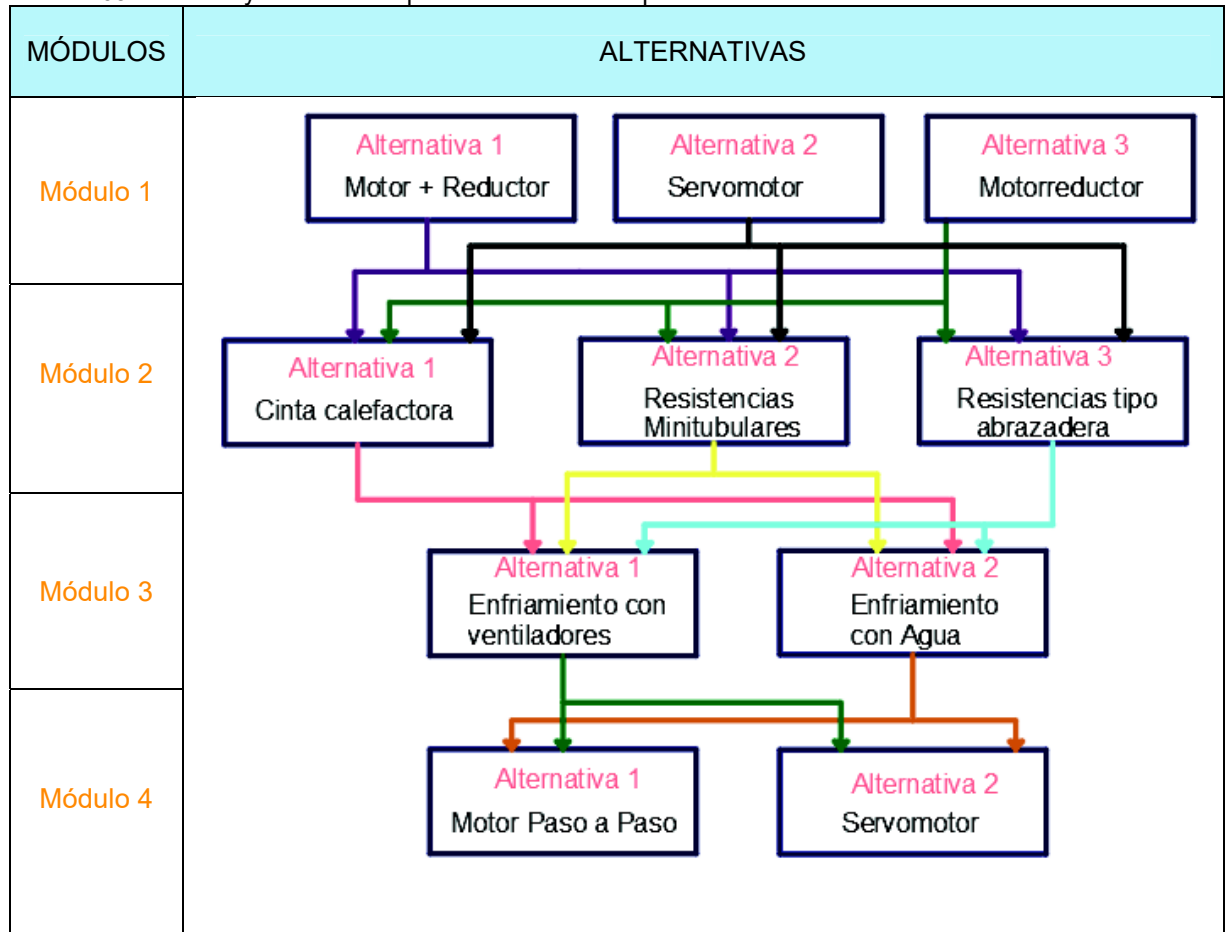 MÓDULOS
ALTERNATIVAS
Módulo 1
Alternativa 1
Motor + Reductor
Alternativa 2
Servomotor
Alternativa 3
Motorreductor
Módulo 2
Alternativa 1
Cinta calefactora
Alternativa 2
Resistencias
Minitubulares
Alternativa 3
Resistencias tipo
abrazadera
Módulo 3
Alternativa 1
Enfriamiento con
ventiladores
Alternativa 2
Enfriamiento
con Agua
Módulo 4
Alternativa 1
Motor Paso a Paso
Alternativa 2
Servomotor